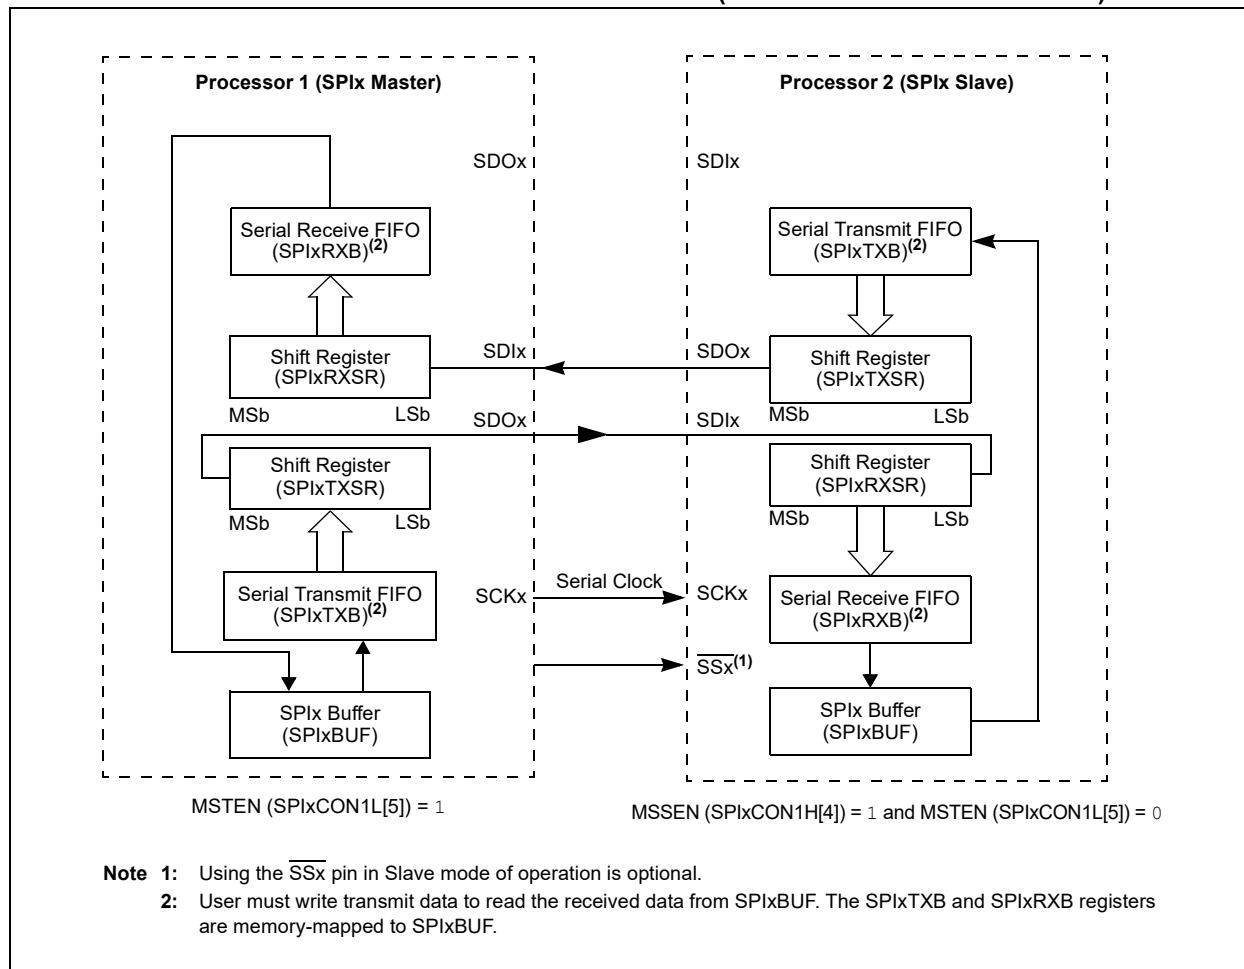 Processor 1 (SPIx Master)
SDOx
Serial Receive FIFO
(SPIxRXB)(2)
Shift Register
(SPIxRXSR)
SDIx
MSb
LSb
SDOx
Shift Register
(SPIxTXSR)
MSb
LSb
Serial Transmit FIFO
(SPIxTXB)(2)
SCKx
Serial Clock
SPIx Buffer
(SPIxBUF)
MSTEN (SPIxCON1L[5]) = 1
Processor 2 (SPIx Slave)
SDIx
Serial Transmit FIFO
(SPIxTXB)(2)
SDOx
Shift Register
(SPIxTXSR)
MSb
LSb
SDIx
Shift Register
(SPIxRXSR)
MSb
LSb
SCKx
Serial Receive FIFO
(SPIxRXB)(2)
SSx(1)
SPIx Buffer
(SPIxBUF)
MSSEN (SPIxCON1H[4]) = 1 and MSTEN (SPIxCON1L[5]) = 0
Note 1: Using the SSx pin in Slave mode of operation is optional.
2: User must write transmit data to read the received data from SPIxBUF. The SPIxTXB and SPIxRXB registers
are memory-mapped to SPIxBUF.